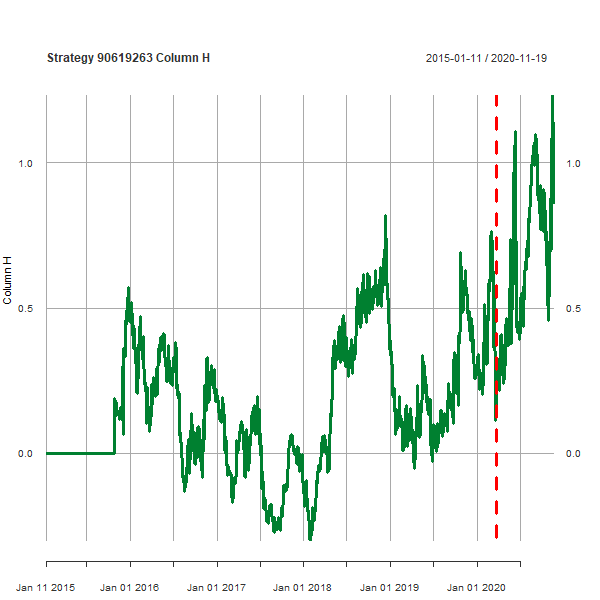 Strategy 90619263 Column H
2015-01-11 / 2020-11-19
Column H
1.0
1.0
0.5
0.5
0.0
0.0
Jan 11 2015
Jan 01 2016
Jan 01 2017
Jan 01 2018
Jan 01 2019
Jan 01 2020